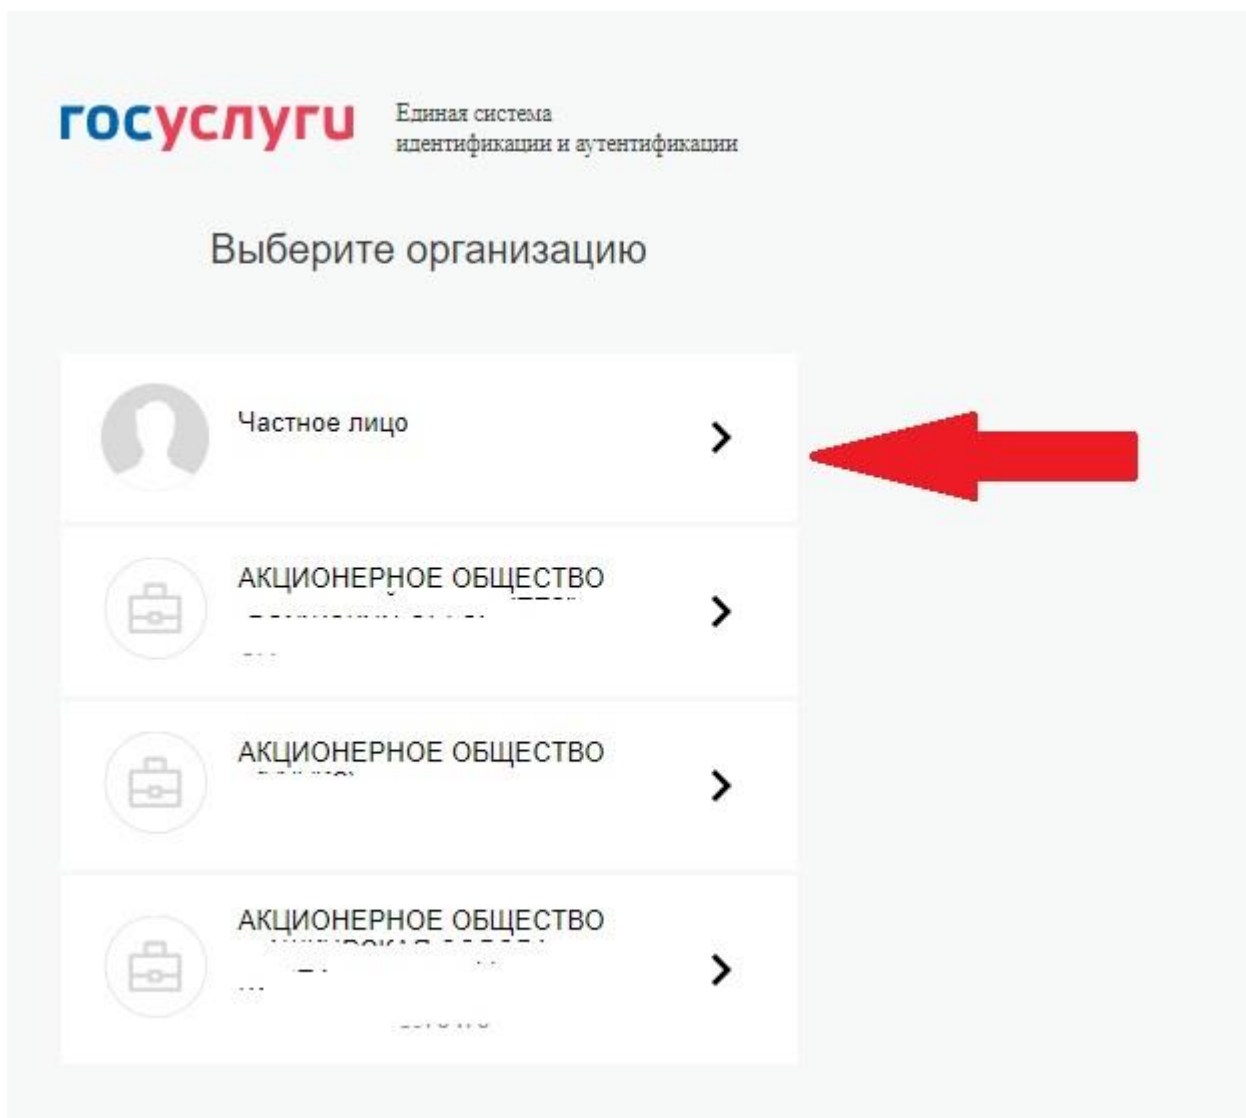 госуслуги
Единая система
идентификации и аутентификации
Выберите организацию
Частное лицо
АКЦИОНЕРНОЕ ОБЩЕСТВО
АКЦИОНЕРНОЕ ОБЩЕСТВО
АКЦИОНЕРНОЕ ОБЩЕСТВО